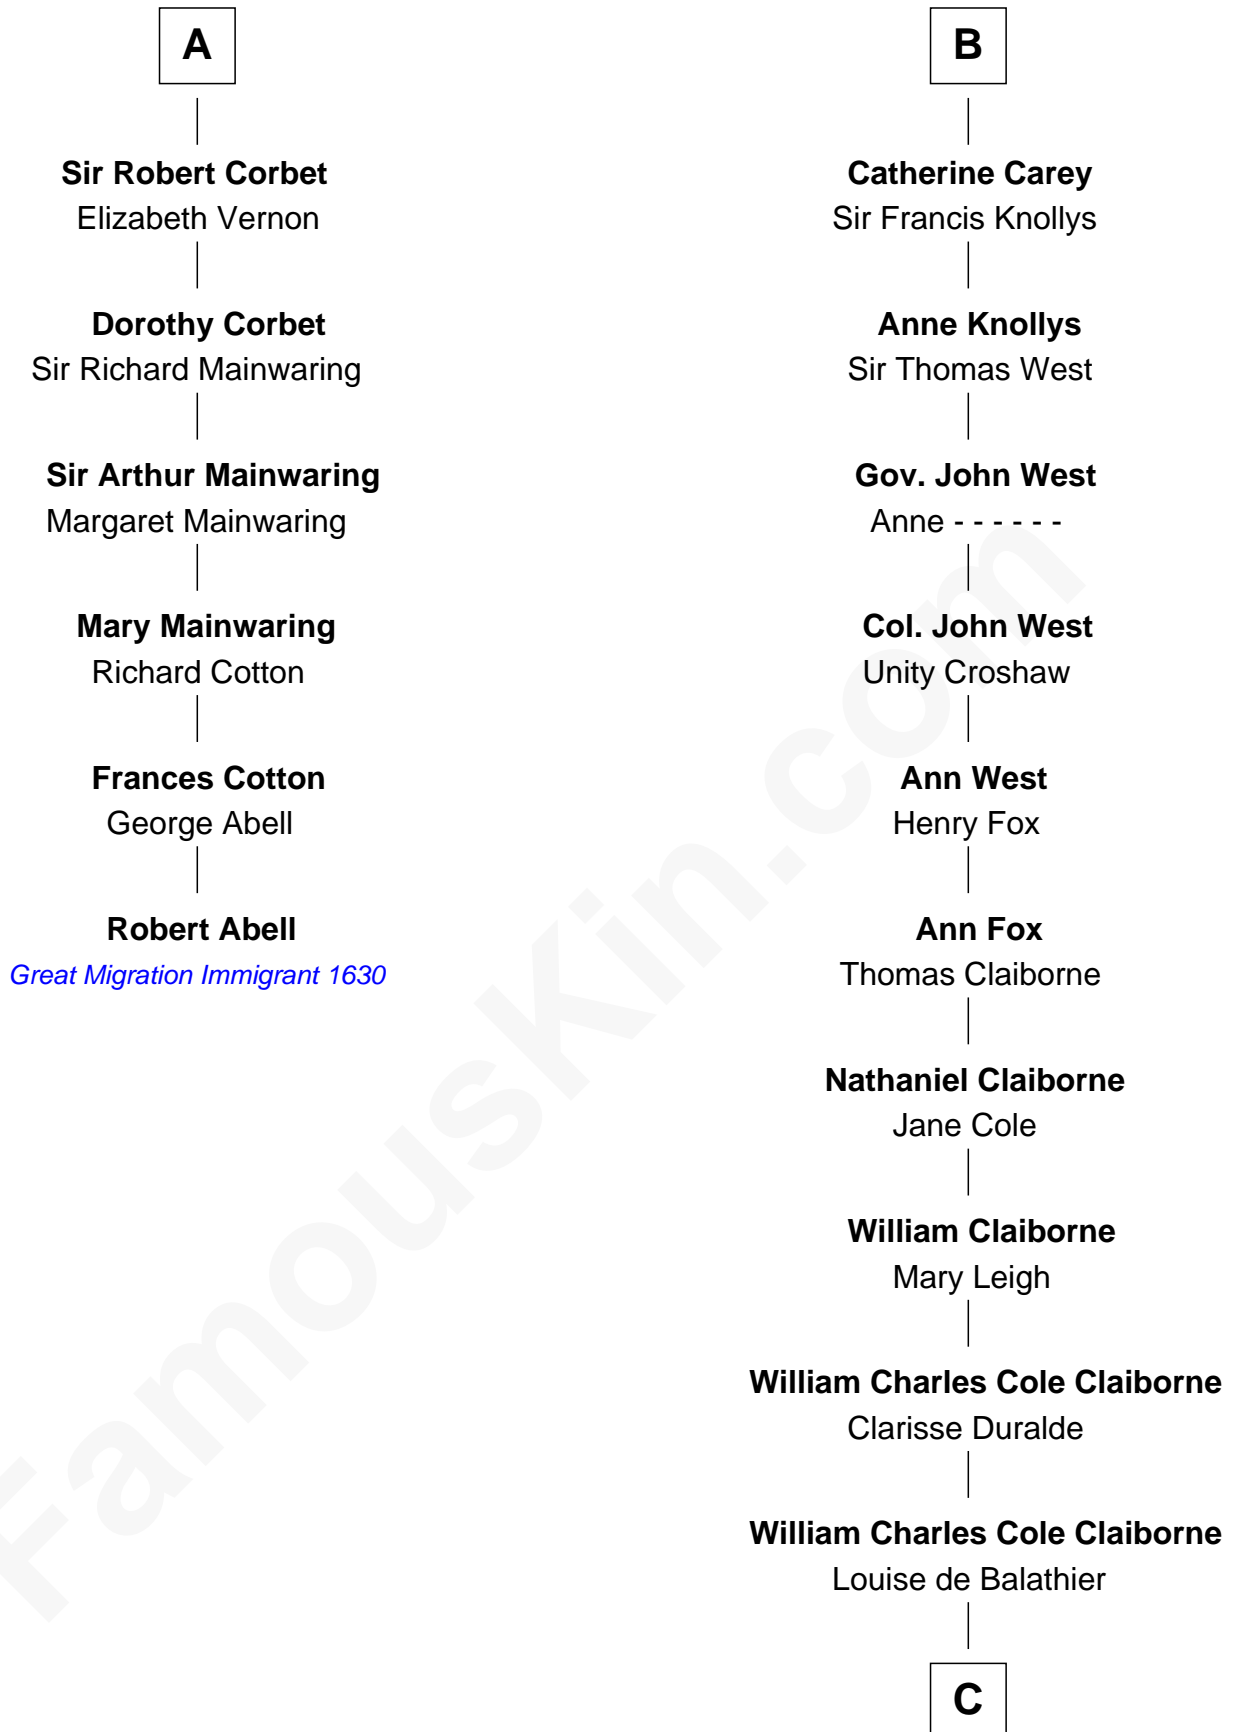 A
Sir Robert Corbet
Elizabeth Vernon
Dorothy Corbet
Sir Richard Mainwaring
Sir Arthur Mainwaring
Margaret Mainwaring
Mary Mainwaring
Richard Cotton
Frances Cotton
George Abell
Robert Abell
Great Migration Immigrant 1630
B
Catherine Carey
Sir Francis Knollys
Anne Knollys
Sir Thomas West
Gov. John West
Anne - - - - - -
Col. John West
Unity Croshaw
Ann West
Henry Fox
Ann Fox
Thomas Claiborne
Nathaniel Claiborne
Jane Cole
William Claiborne
Mary Leigh
William Charles Cole Claiborne
Clarisse Duralde
William Charles Cole Claiborne
Louise de Balathier
C
FamousKin.com